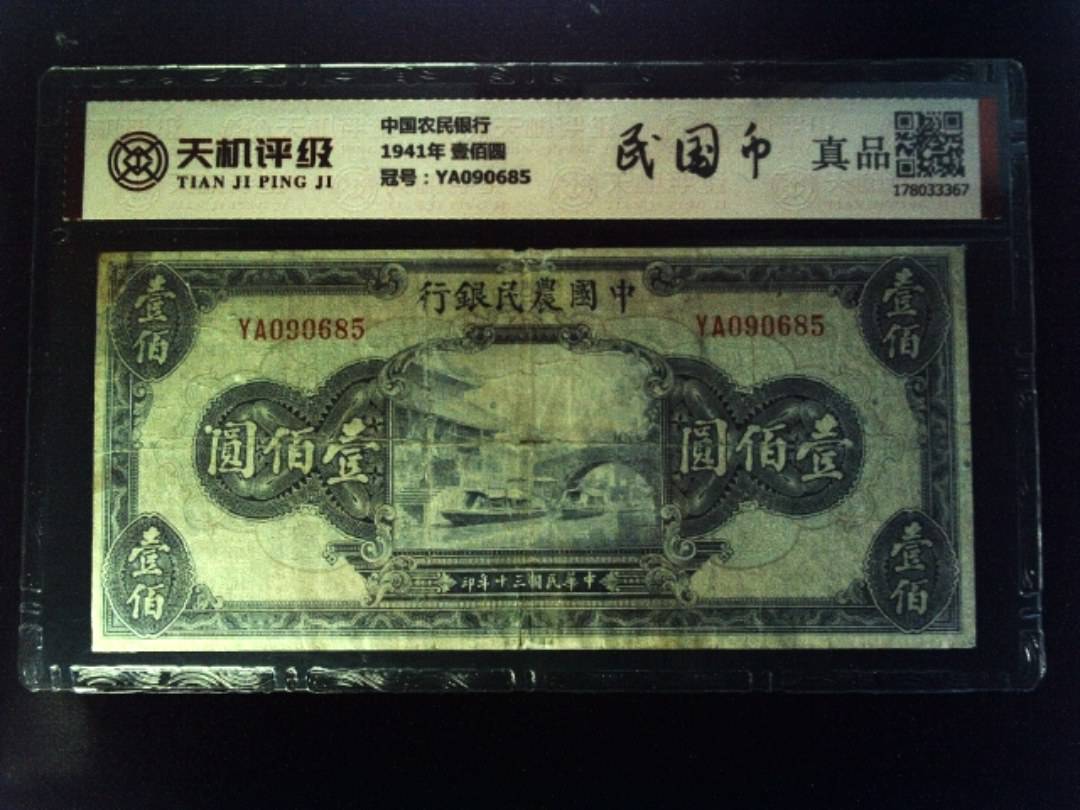 天机评级
TIAN JI PING JI
中国农民银行
1941年 壹佰圆
冠号：YA090685
民国币
真品
178033367
行銀民農國中
壹佰
壹佰
YA090685
YA090685
圓佰壹
圓佰壹
壹佰
壹佰
印年十三國民華中